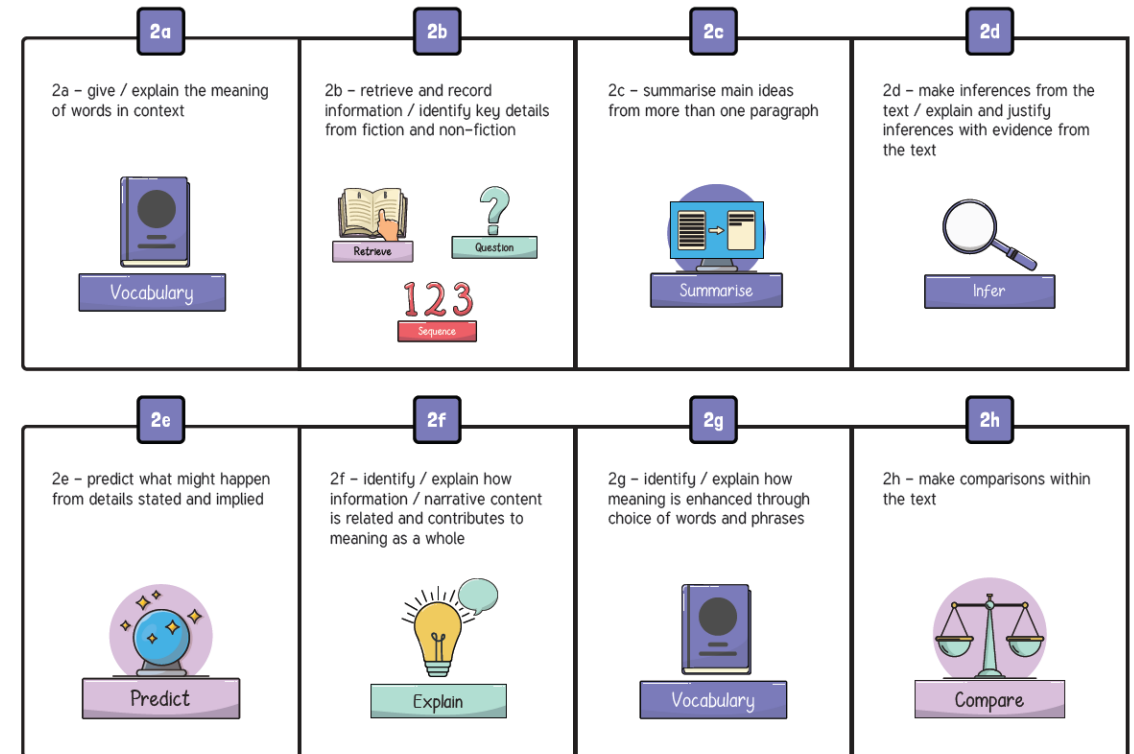 2a
2b
2c
2d
2a – give / explain the meaning
of words in context
2b – retrieve and record
information / identify key details
from fiction and non-fiction
2c – summarise main ideas
from more than one paragraph
2d – make inferences from the
text / explain and justify
inferences with evidence from
the text
Vocabulary
Retrieve
Question
1 2 3
Sequence
Summarise
Infer
2e
2f
2g
2h
2e – predict what might happen
from details stated and implied
2f – identify / explain how
information / narrative content
is related and contributes to
meaning as a whole
2g – identify / explain how
meaning is enhanced through
choice of words and phrases
2h – make comparisons within
the text
Predict
Explain
Vocabulary
Compare